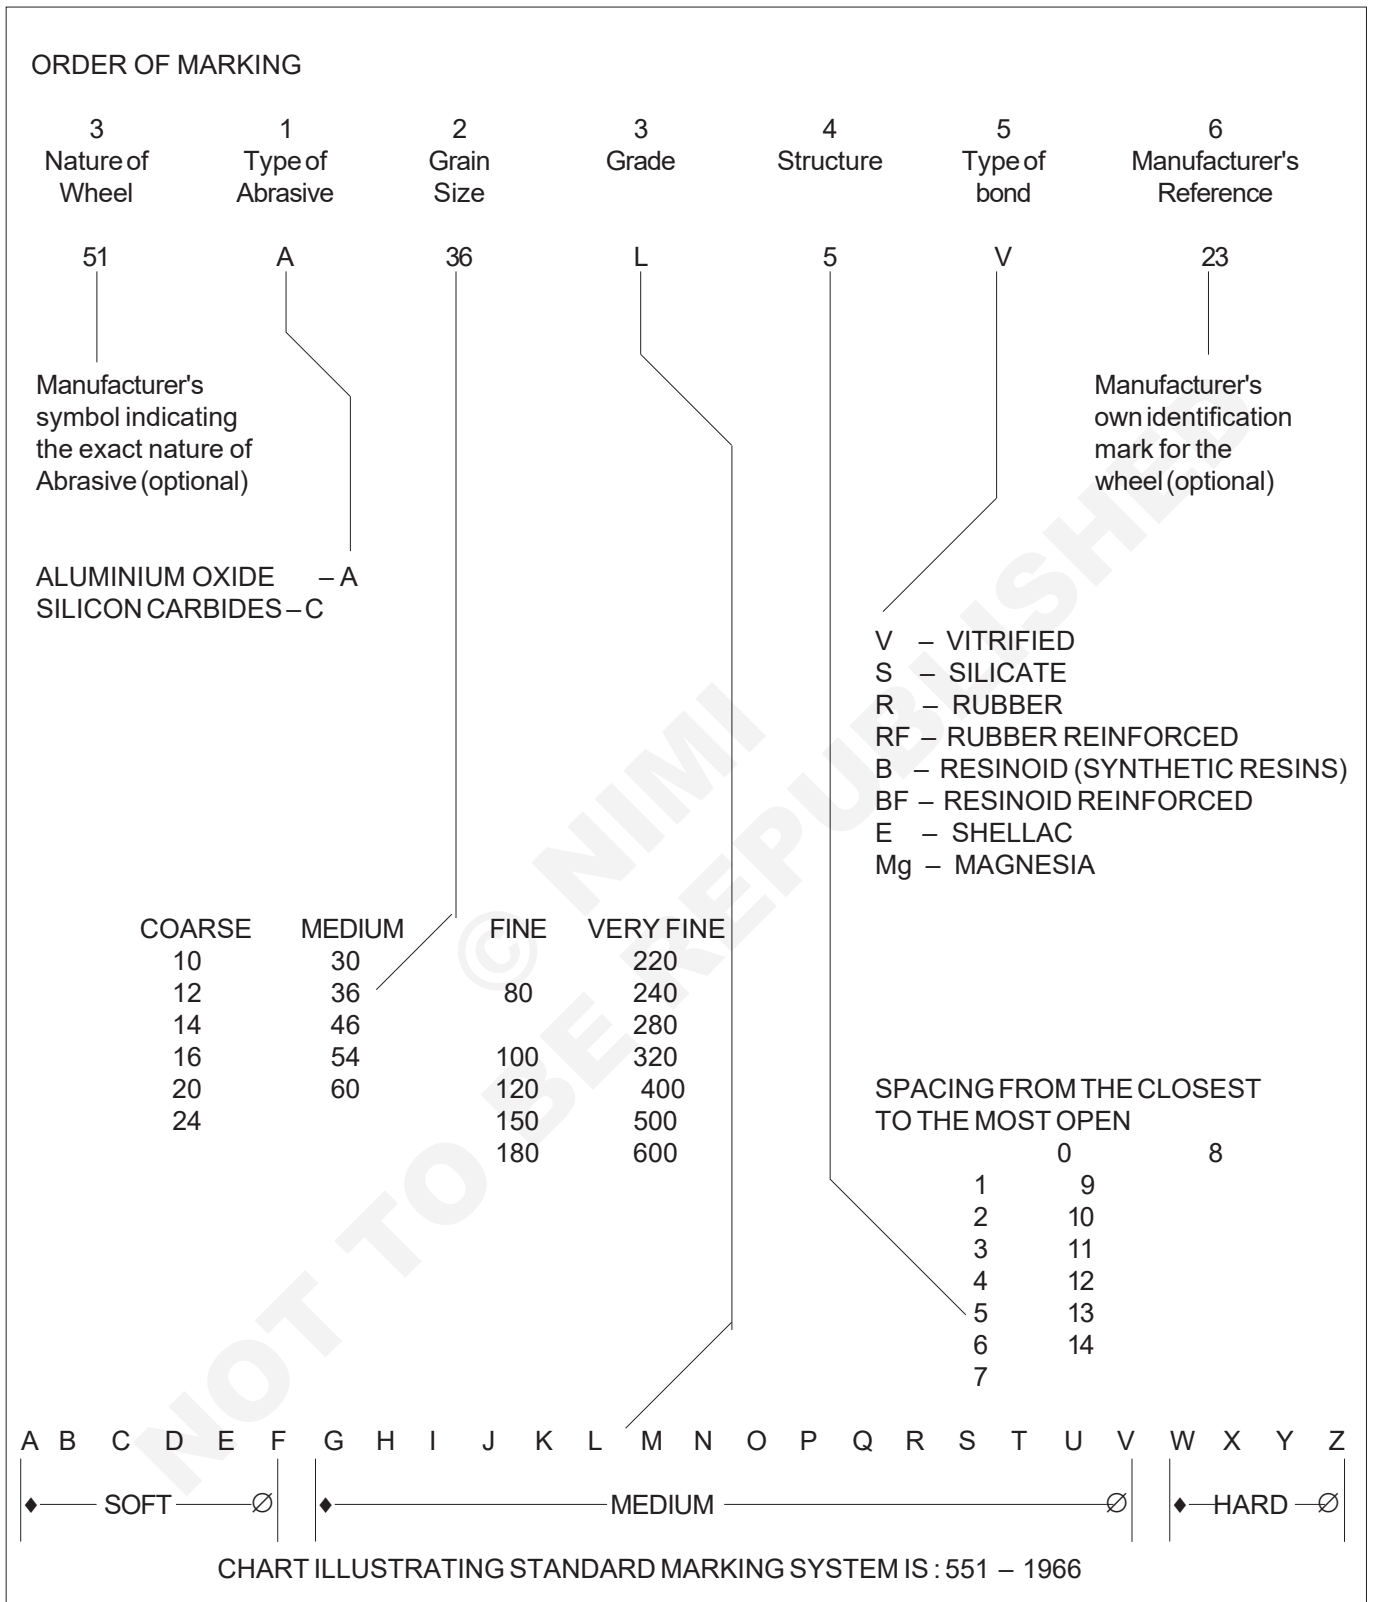 ORDER OF MARKING
3 1 2 3 4 5 6
Nature of Type of Grain Grade Structure Type of Manufacturer's
Wheel Abrasive Size bond Reference
51 A 36 L 5 V 23
Manufacturer's
symbol indicating
the exact nature of
Abrasive (optional)
Manufacturer's
own identification
mark for the
wheel (optional)
ALUMINIUM OXIDE – A
SILICON CARBIDES – C
V – VITRIFIED
S – SILICATE
R – RUBBER
RF – RUBBER REINFORCED
B – RESINOID (SYNTHETIC RESINS)
BF – RESINOID REINFORCED
E – SHELLAC
Mg – MAGNESIA
COARSE MEDIUM FINE VERY FINE
10 30 220
12 36 80 240
14 46 280
16 54 100 320
20 60 120 400
24 150 500
180 600
SPACING FROM THE CLOSEST
TO THE MOST OPEN
0 8
1 9
2 10
3 11
4 12
5 13
6 14
7
A B C D E F G H I J K L M N O P Q R S T U V W X Y Z
SOFT MEDIUM HARD
CHART ILLUSTRATING STANDARD MARKING SYSTEM IS : 551 – 1966
© NIMI
NOT TO BE REPUBLISHED